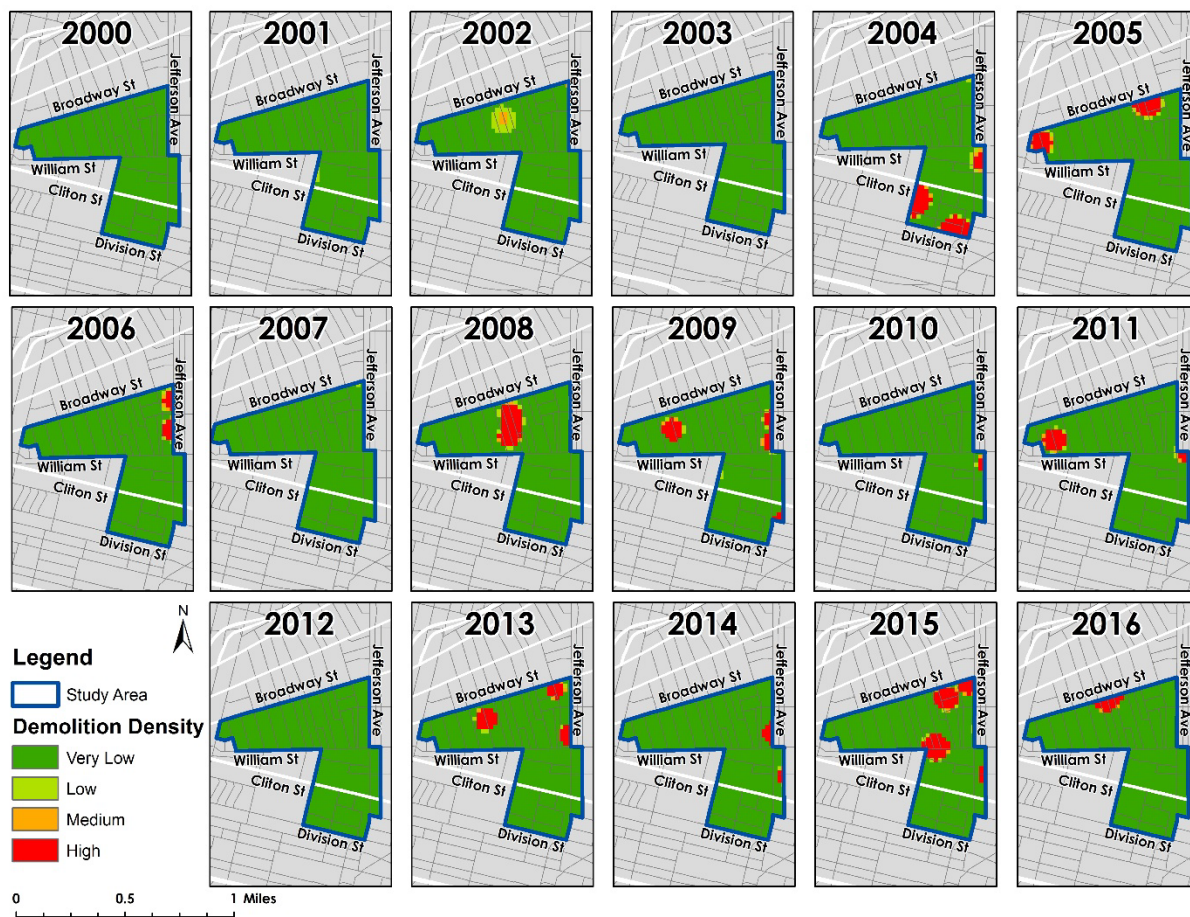 2000
Broadway St
Jefferson Ave
William St
Cliton St
Division St
2001
Broadway St
Jefferson Ave
William St
Cliton St
Division St
2002
Broadway St
Jefferson Ave
William St
Cliton St
Division St
2003
Broadway St
Jefferson Ave
William St
Cliton St
Division St
2004
Broadway St
Jefferson Ave
William St
Cliton St
Division St
2005
Broadway St
Jefferson Ave
William St
Cliton St
Division St
2006
Broadway St
Jefferson Ave
William St
Cliton St
Division St
2007
Broadway St
Jefferson Ave
William St
Cliton St
Division St
2008
Broadway St
Jefferson Ave
William St
Cliton St
Division St
2009
Broadway St
Jefferson Ave
William St
Cliton St
Division St
2010
Broadway St
Jefferson Ave
William St
Cliton St
Division St
2011
Broadway St
Jefferson Ave
William St
Cliton St
Division St
N
Legend
Study Area
Demolition Density
Very Low
Low
Medium
High
0 0.5 1 Miles
2012
Broadway St
Jefferson Ave
William St
Cliton St
Division St
2013
Broadway St
Jefferson Ave
William St
Cliton St
Division St
2014
Broadway St
Jefferson Ave
William St
Cliton St
Division St
2015
Broadway St
Jefferson Ave
William St
Cliton St
Division St
2016
Broadway St
Jefferson Ave
William St
Cliton St
Division St